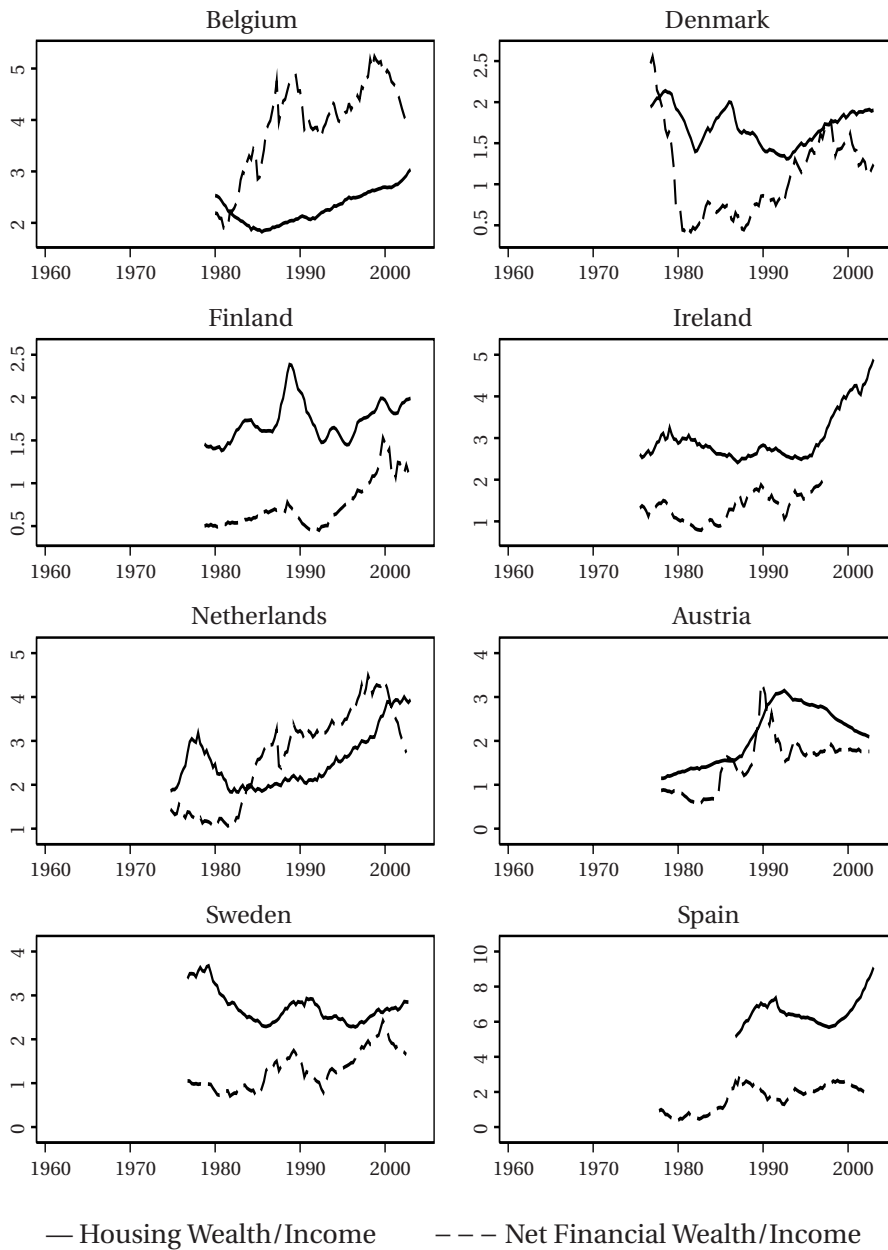 Belgium
2 3 4 5
1960 1970 1980 1990 2000
Denmark
0.5 1 1.5 2 2.5
1960 1970 1980 1990 2000
Finland
0.5 1 1.5 2 2.5
1960 1970 1980 1990 2000
Ireland
1 2 3 4 5
1960 1970 1980 1990 2000
Netherlands
1 2 3 4 5
1960 1970 1980 1990 2000
Austria
0 1 2 3 4
1960 1970 1980 1990 2000
Sweden
0 1 2 3 4
1960 1970 1980 1990 2000
Spain
0 2 4 6 8 10
1960 1970 1980 1990 2000
— Housing Wealth/Income
– – – Net Financial Wealth/Income